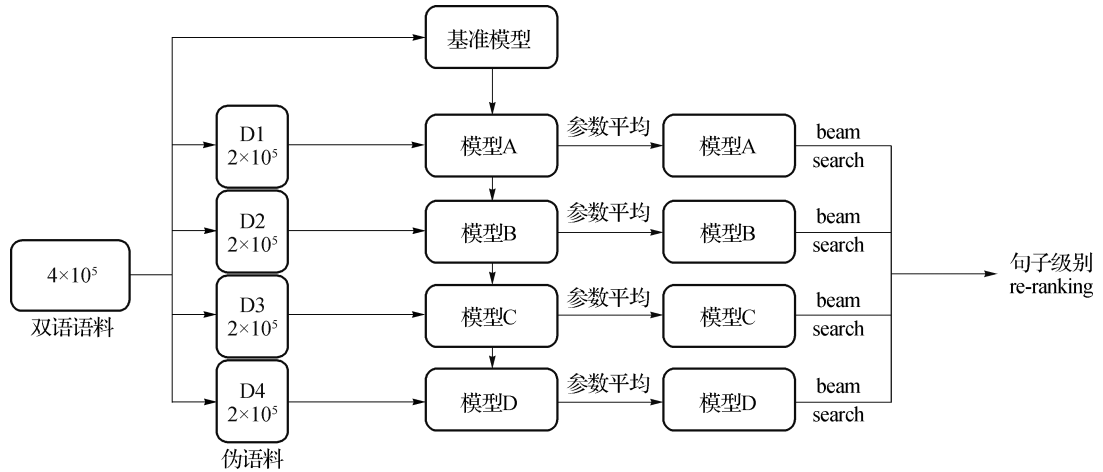 基准模型
D1
2×10⁵
模型A
参数平均
模型A
beam
search
D2
2×10⁵
模型B
参数平均
模型B
beam
search
4×10⁵
双语语料
句子级别
re-ranking
D3
2×10⁵
模型C
参数平均
模型C
beam
search
D4
2×10⁵
模型D
参数平均
模型D
beam
search
伪语料